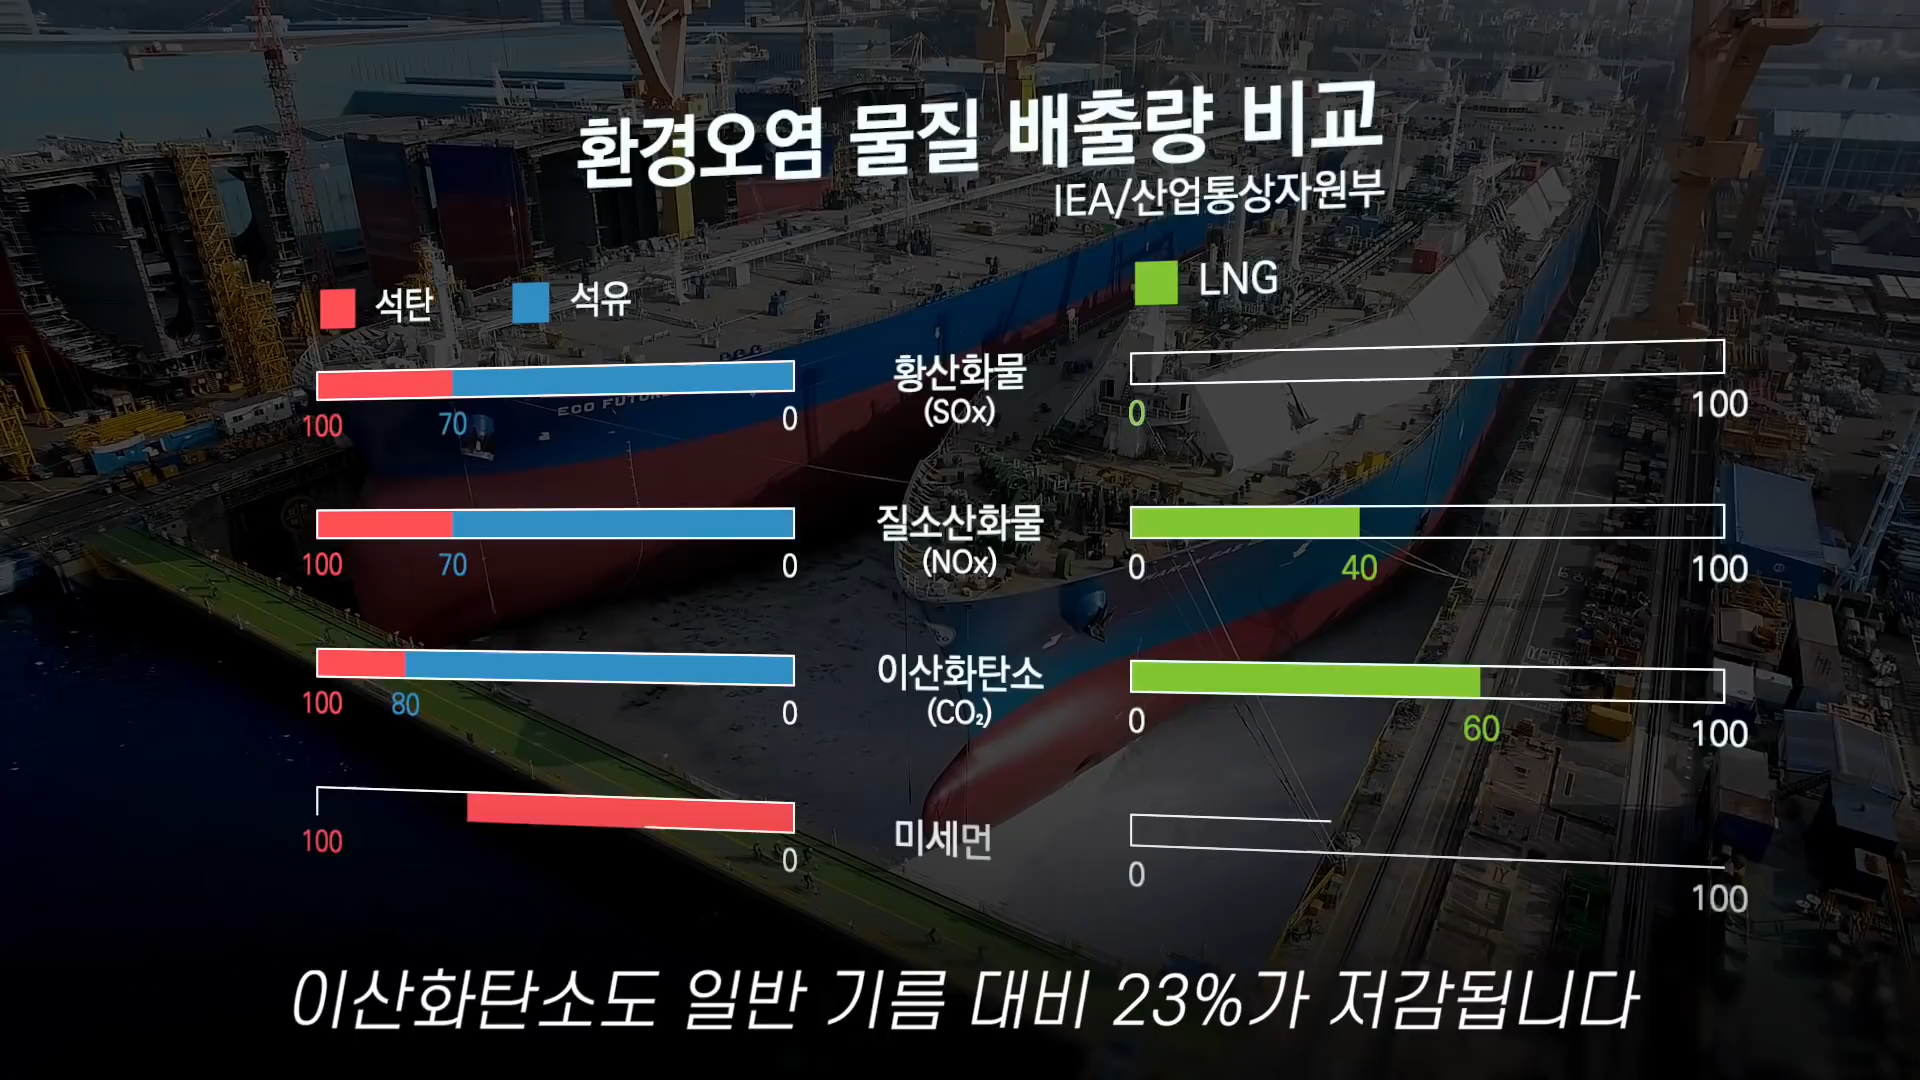 환경오염 물질 배출량 비교
IEA/산업통상자원부
석탄 석유 LNG
황산화물
(SOx)
100 70 0 0 100
질소산화물
(NOx)
100 70 0 0 40 100
이산화탄소
(CO₂)
100 80 0 0 60 100
미세먼
100 0 0 100
이산화탄소도 일반 기름 대비 23%가 저감됩니다